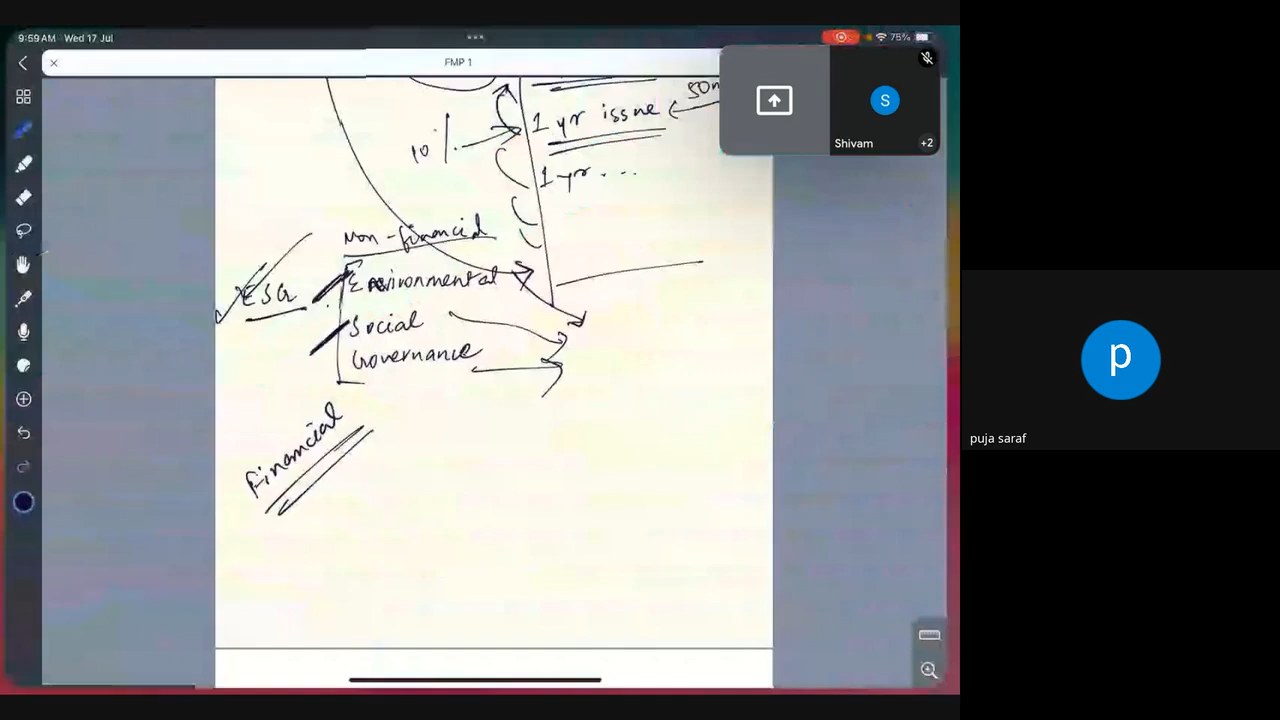 9:59 AM Wed 17 Jul
75%
FMP 1
Shivam
+2
S
1 yr issue
10%
1 yr ...
Non-financial
ESG
Environmental
Social
Governance
Financial
p
puja saraf